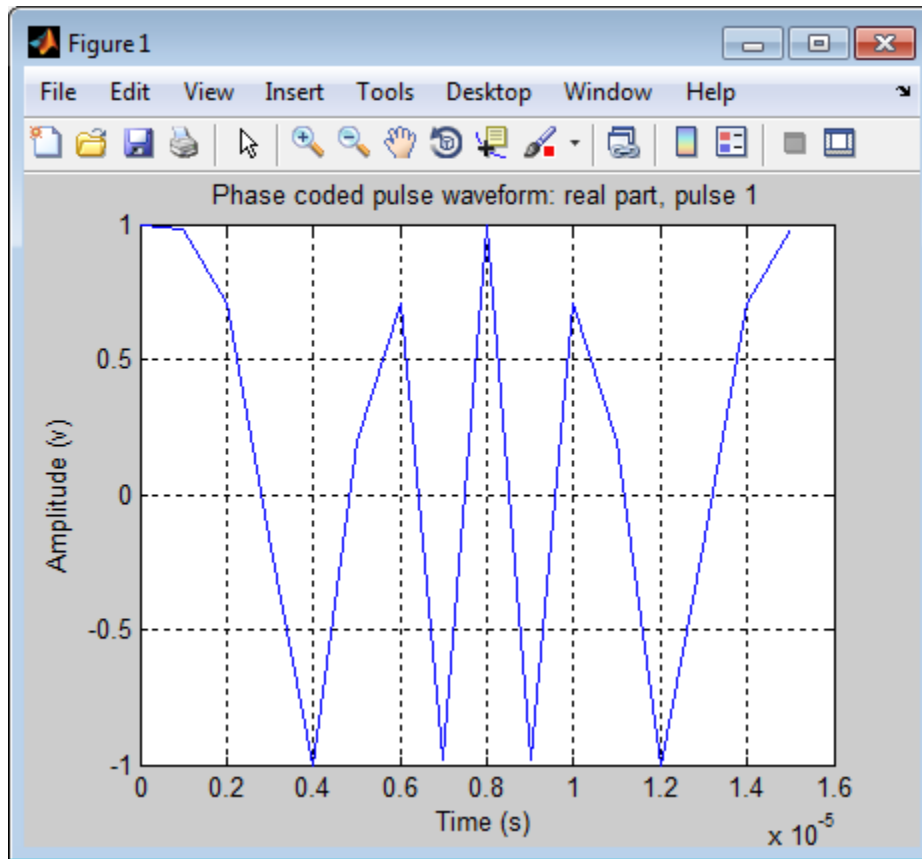 Figure 1
File Edit View Insert Tools Desktop Window Help
Phase coded pulse waveform: real part, pulse 1
1
0.5
0
-0.5
-1
Amplitude (v)
0 0.2 0.4 0.6 0.8 1 1.2 1.4 1.6
Time (s)
x 10⁻⁵